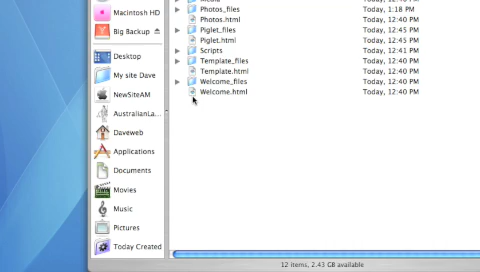 Macintosh HD
Big Backup
Desktop
My site Dave
NewSiteAM
AustralianLa...
Daveweb
Applications
Documents
Movies
Music
Pictures
Today Created
Photos_files Today, 1:18 PM
Photos.html Today, 12:40 PM
Piglet_files Today, 12:45 PM
Piglet.html Today, 12:45 PM
Scripts Today, 12:41 PM
Template_files Today, 12:40 PM
Template.html Today, 12:40 PM
Welcome_files Today, 12:40 PM
Welcome.html Today, 12:40 PM
12 items, 2.43 GB available